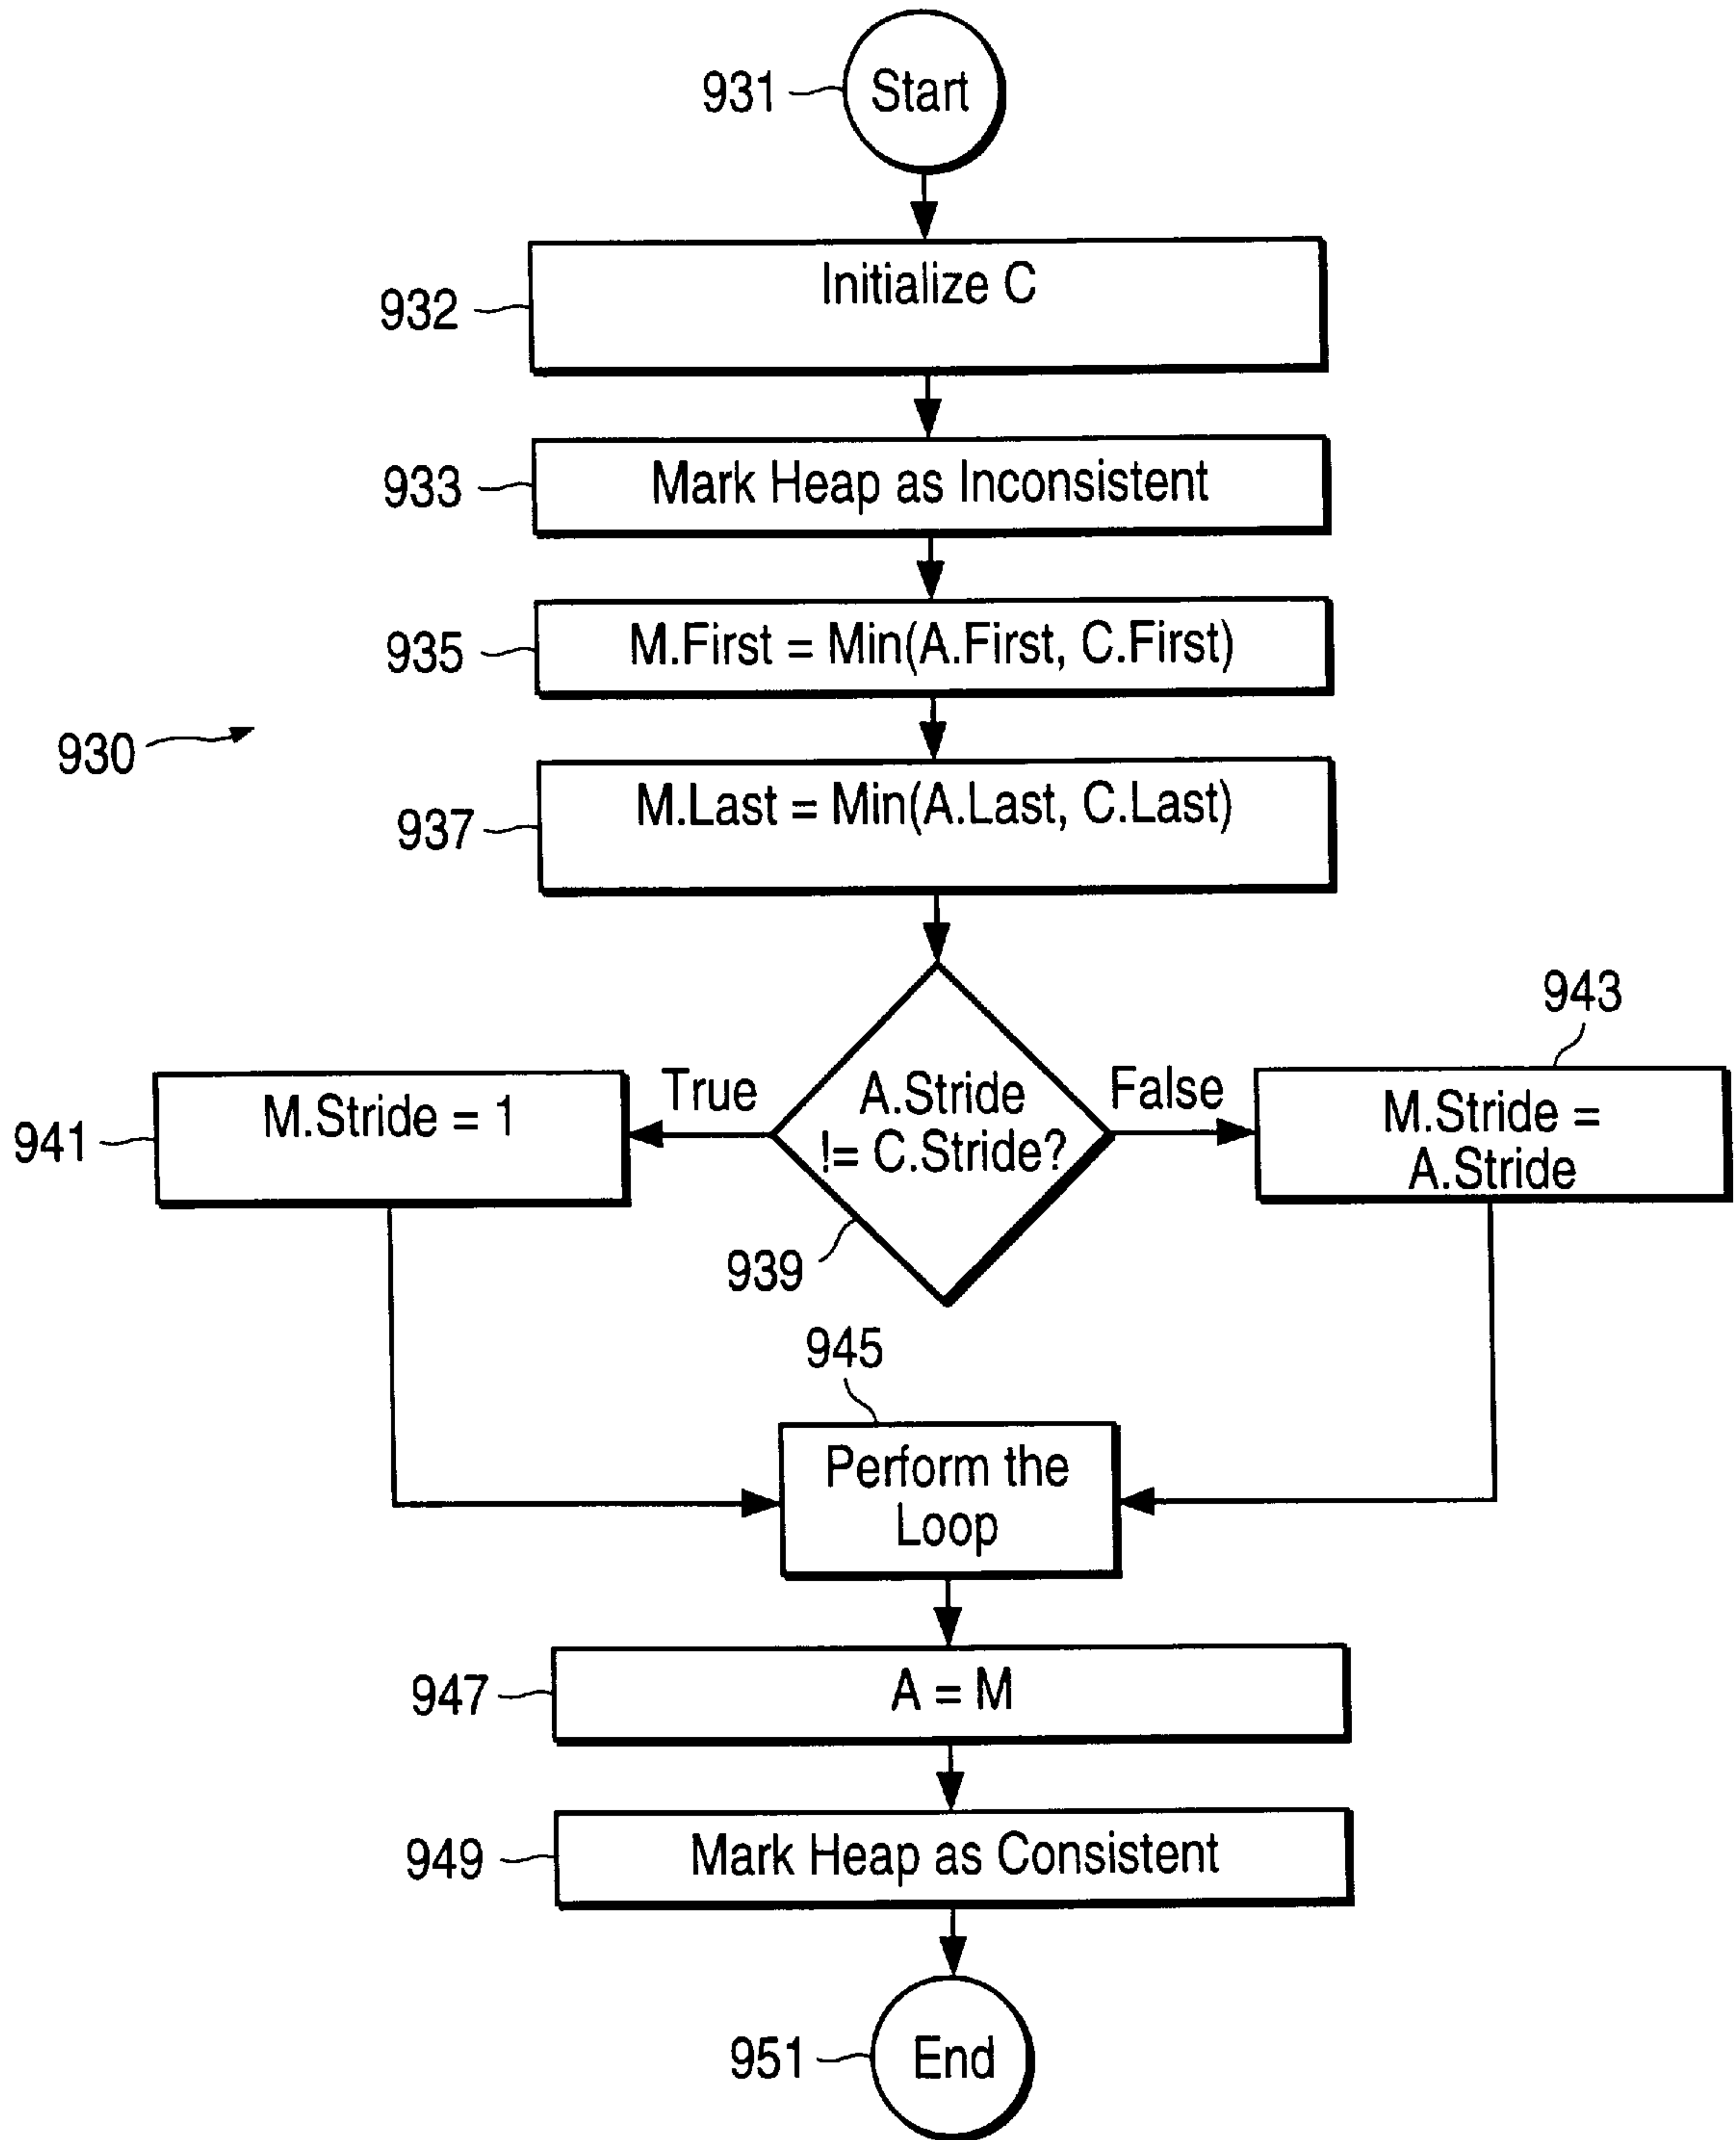 931
Start
932
Initialize C
933
Mark Heap as Inconsistent
935
M.First = Min(A.First, C.First)
930
937
M.Last = Min(A.Last, C.Last)
943
941
M.Stride = 1
True
A.Stride
!= C.Stride?
False
M.Stride =
A.Stride
939
945
Perform the
Loop
947
A = M
949
Mark Heap as Consistent
951
End